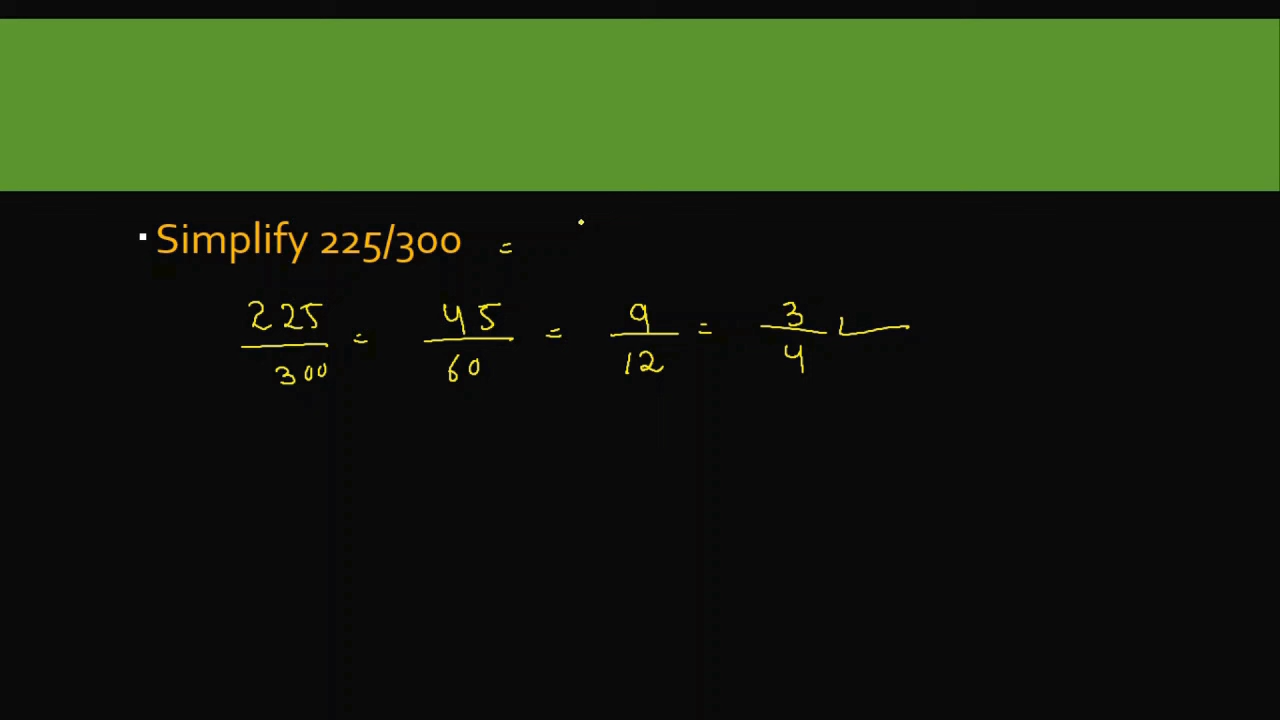 ▪ Simplify 225/300 =
225/300 = 45/60 = 9/12 = 3/4